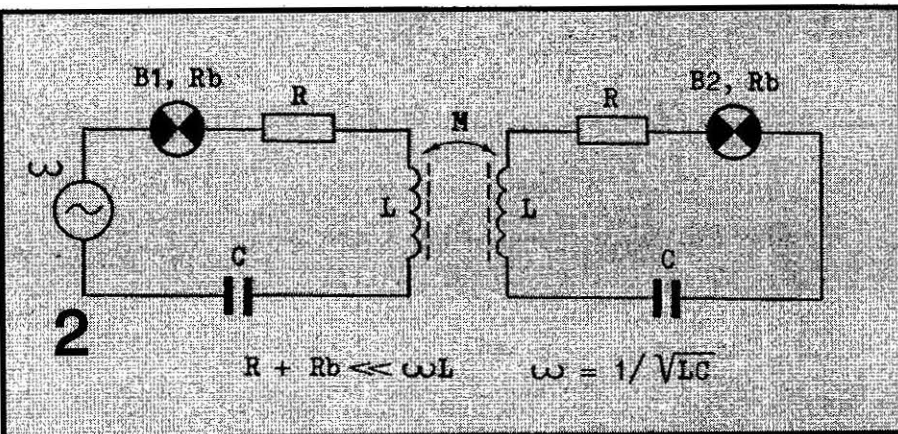 B1, Rb
R
M
R
B2, Rb
ω
L
L
C
C
2
R + Rb << ωL
ω = 1/√LC